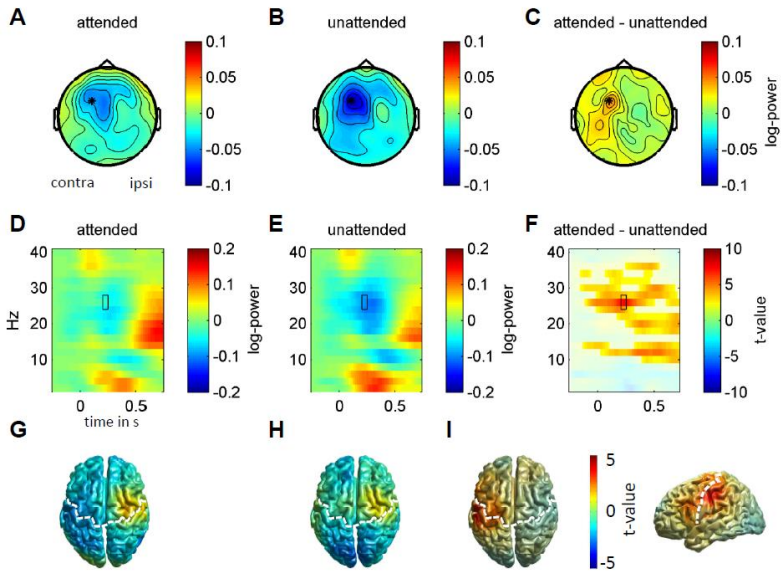 A attended B unattended C attended - unattended
0.1 0.1 0.1
0.05 0.05 0.05
0 0 0
-0.05 -0.05 -0.05
-0.1 -0.1 -0.1
log-power
contra ipsi
D attended E unattended F attended - unattended
40 0.2 40 0.2 40 10
30 0.1 30 0.1 30 5
Hz 20 0 log-power 20 0 log-power 20 0 t-value
10 -0.1 10 -0.1 10 -5
-0.2 -0.2 -10
0 0.5 0 0.5 0 0.5
time in s
G H I
5
0
-5
t-value